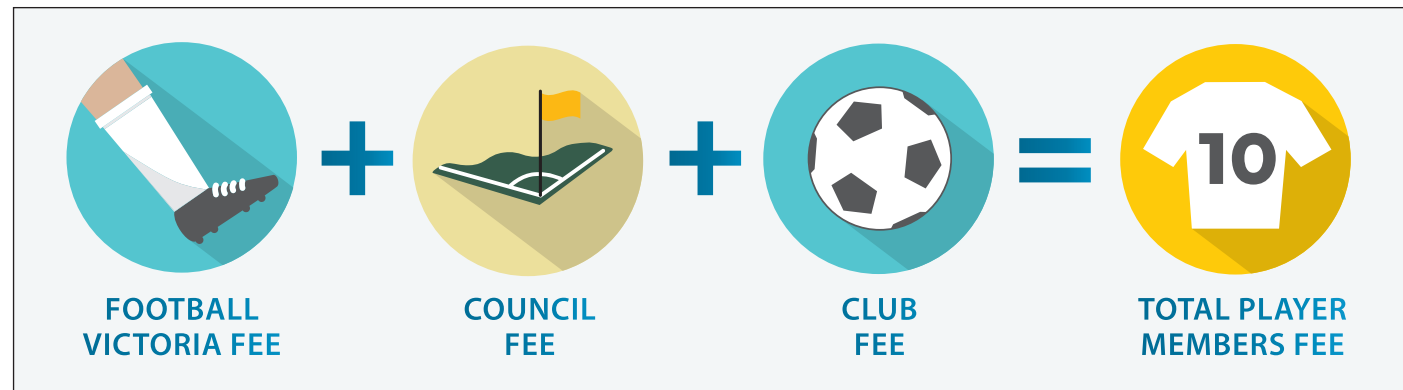 10
FOOTBALL
VICTORIA FEE
COUNCIL
FEE
CLUB
FEE
TOTAL PLAYER
MEMBERS FEE